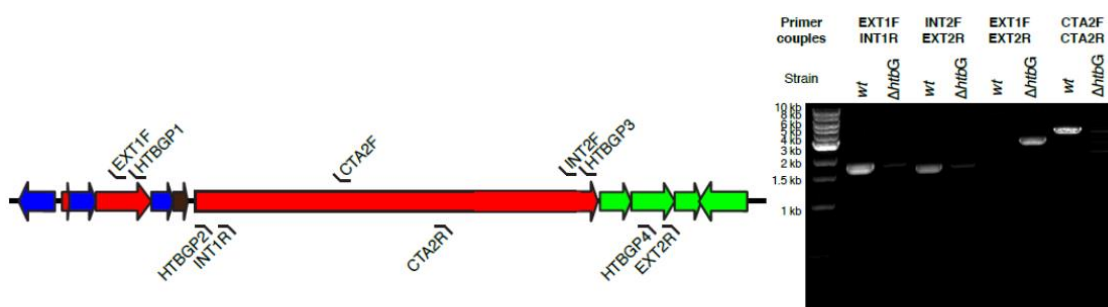 EXT1F
HTBGP1
CTA2F
INT2F
HTBGP3
HTBGP2
INT1R
CTA2R
HTBGP4
EXT2R
Primer couples EXT1F INT1R INT2F EXT2R EXT1F EXT2R CTA2F CTA2R
Strain wt ΔhtbG wt ΔhtbG wt ΔhtbG wt ΔhtbG
10 kb
8 kb
6 kb
5 kb
4 kb
3 kb
2 kb
1.5 kb
1 kb